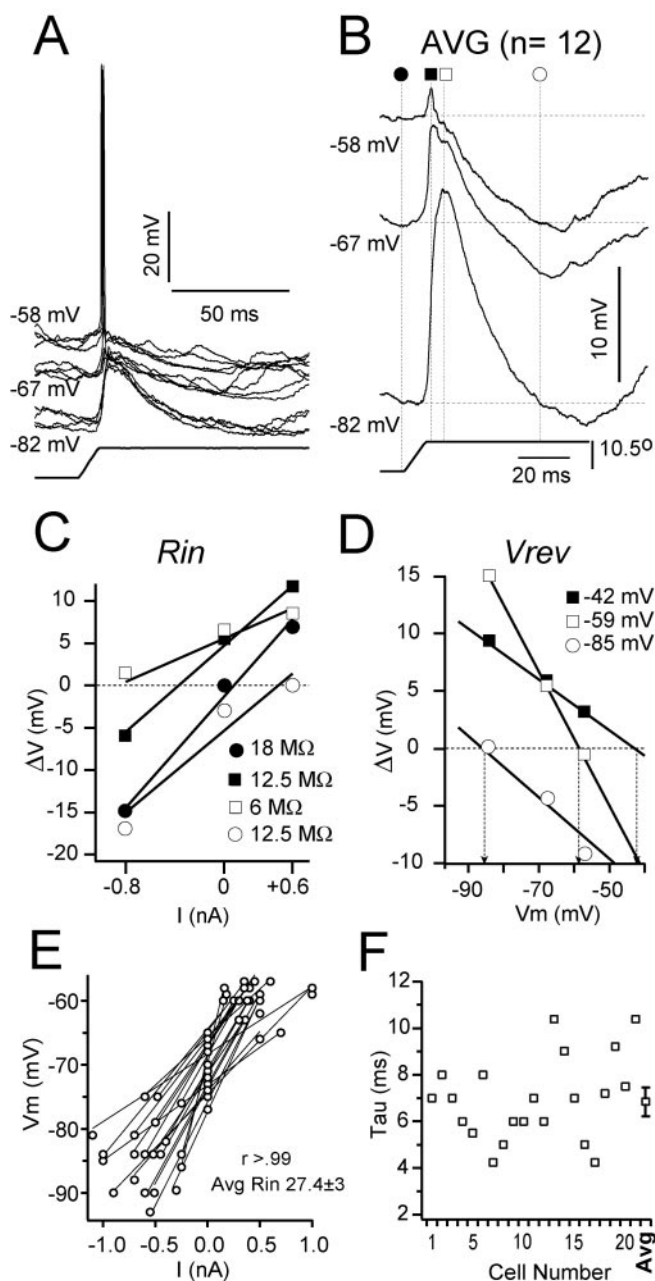 A
20 mV
50 ms
-58 mV
-67 mV
-82 mV
B
AVG (n= 12)
-58 mV
-67 mV
-82 mV
10 mV
10.5°
20 ms
C
Rin
10
5
0
-5
-10
-15
-20
ΔV (mV)
-0.8
0
+0.6
I (nA)
18 MΩ
12.5 MΩ
6 MΩ
12.5 MΩ
D
Vrev
15
10
5
0
-5
-10
ΔV (mV)
-90
-70
-50
Vm (mV)
-42 mV
-59 mV
-85 mV
E
-60
-70
-80
-90
Vm (mV)
-1.0
-0.5
0.0
0.5
1.0
I (nA)
r >.99
Avg Rin 27.4±3
F
12
10
8
6
4
2
Tau (ms)
1
10
15
20
Avg
Cell Number